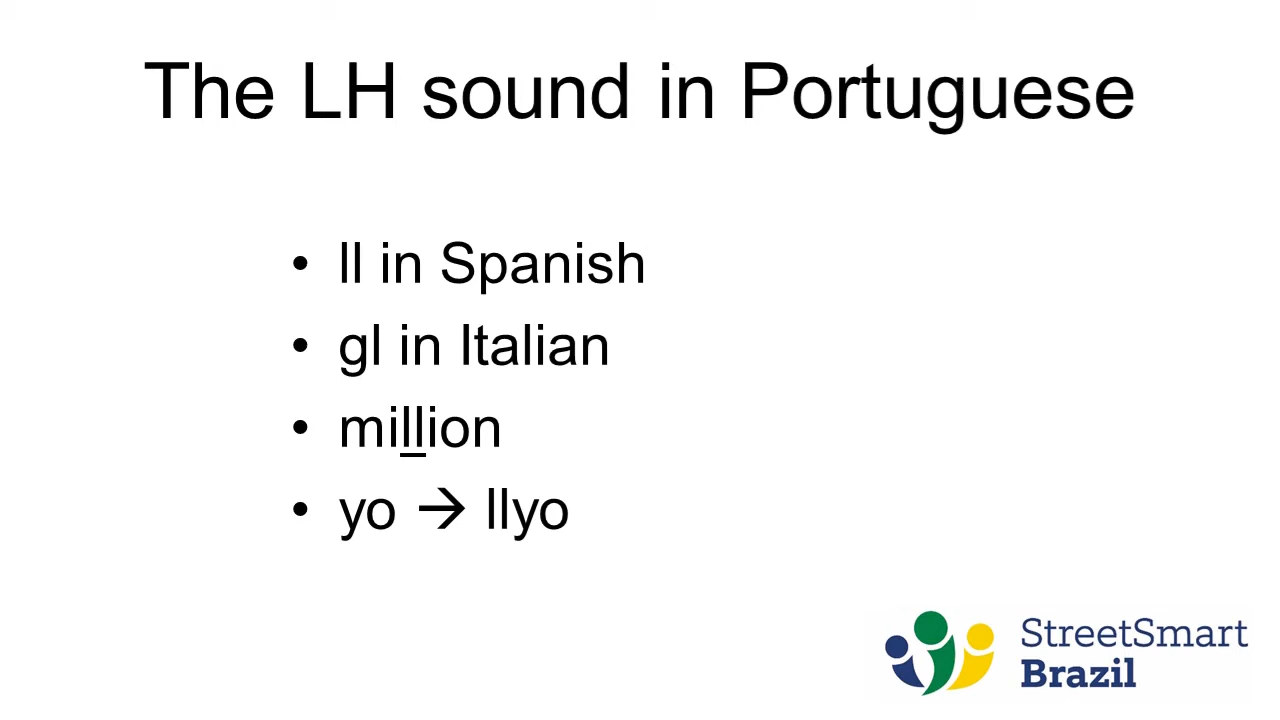 The LH sound in Portuguese
• ll in Spanish
• gl in Italian
• million
• yo → llyo
StreetSmart
Brazil